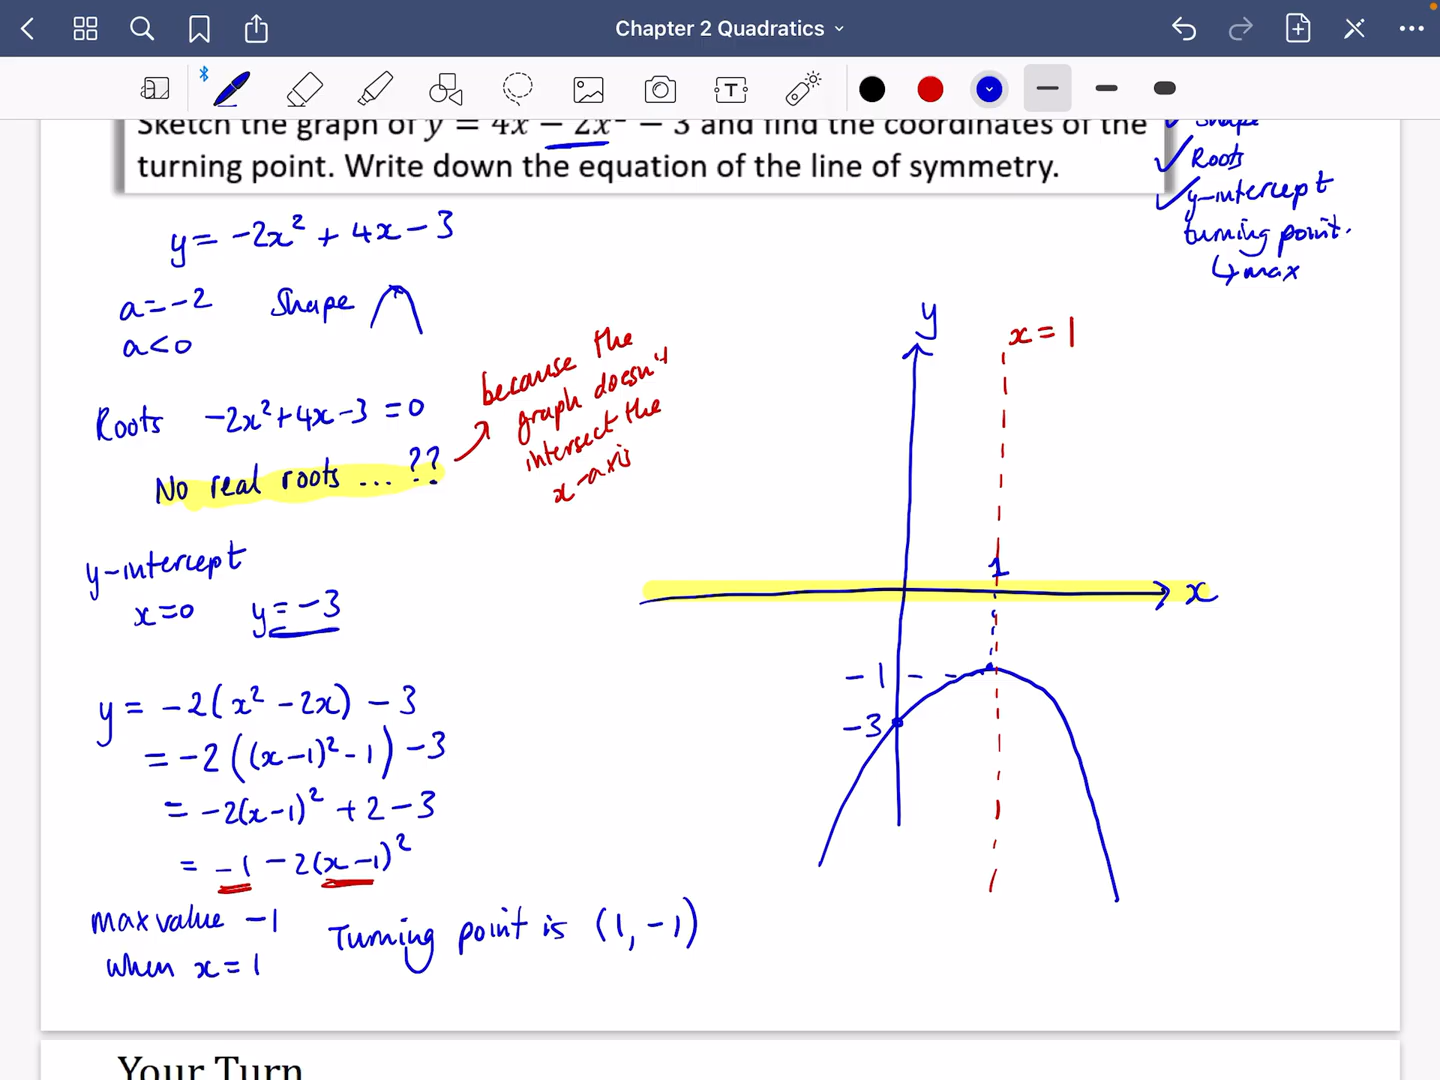 Chapter 2 Quadratics
Sketch the graph of y = 4x − 2x² − 3 and find the coordinates of the
turning point. Write down the equation of the line of symmetry.
Shape
Roots
y-intercept
turning point.
↳ max
y = -2x² + 4x - 3
a = -2 Shape
a < 0
Roots -2x² + 4x - 3 = 0
No real roots ... ??
because the
graph doesn't
intersect the
x-axis
y-intercept
x = 0 y = -3
y = -2(x² - 2x) - 3
= -2((x-1)² - 1) - 3
= -2(x-1)² + 2 - 3
= -1 - 2(x-1)²
max value -1
when x = 1
Turning point is (1, -1)
y
x = 1
1
x
-1
-3
Your Turn
T